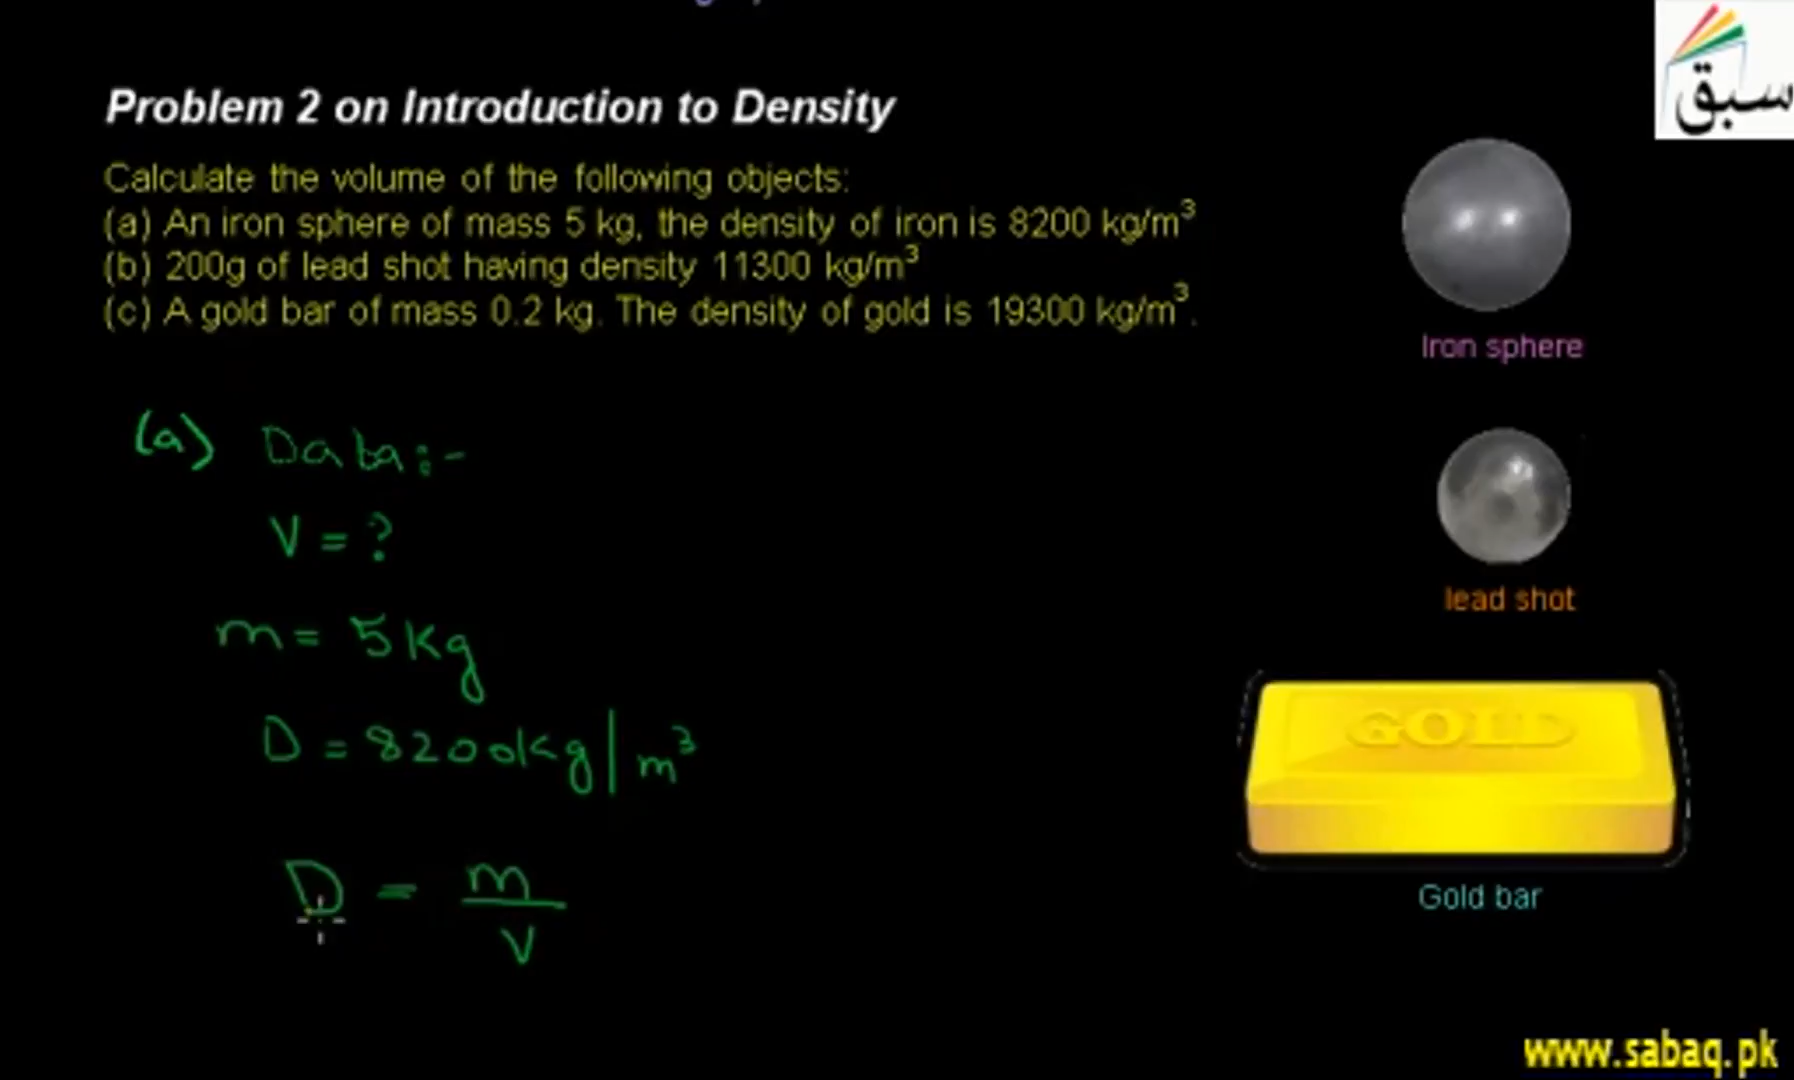 سبق
Problem 2 on Introduction to Density
Calculate the volume of the following objects:
(a) An iron sphere of mass 5 kg, the density of iron is 8200 kg/m³
(b) 200g of lead shot having density 11300 kg/m³
(c) A gold bar of mass 0.2 kg. The density of gold is 19300 kg/m³.
Iron sphere
(a) Data:-
V = ?
lead shot
m = 5Kg
D = 8200Kg/m³
GOLD
D = m/V
Gold bar
www.sabaq.pk